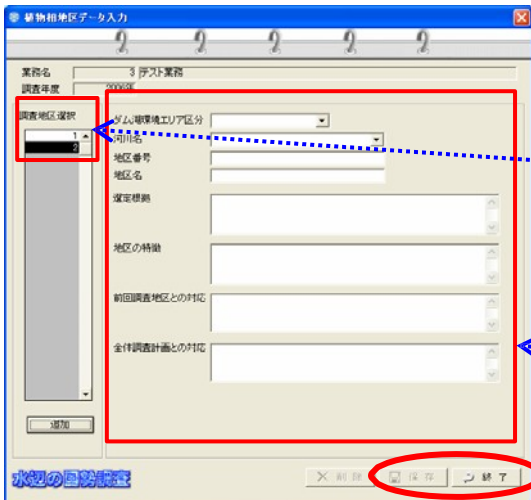 植物相地区データ入力
業務名 3 テスト業務
調査年度 2006年
調査地区選択
1
2
ダム湖環境エリア区分
河川名
地区番号
地区名
選定根拠
地区の特徴
前回調査地区との対応
全体調査計画との対応
追加
水辺の国勢調査
削除 保存 終了